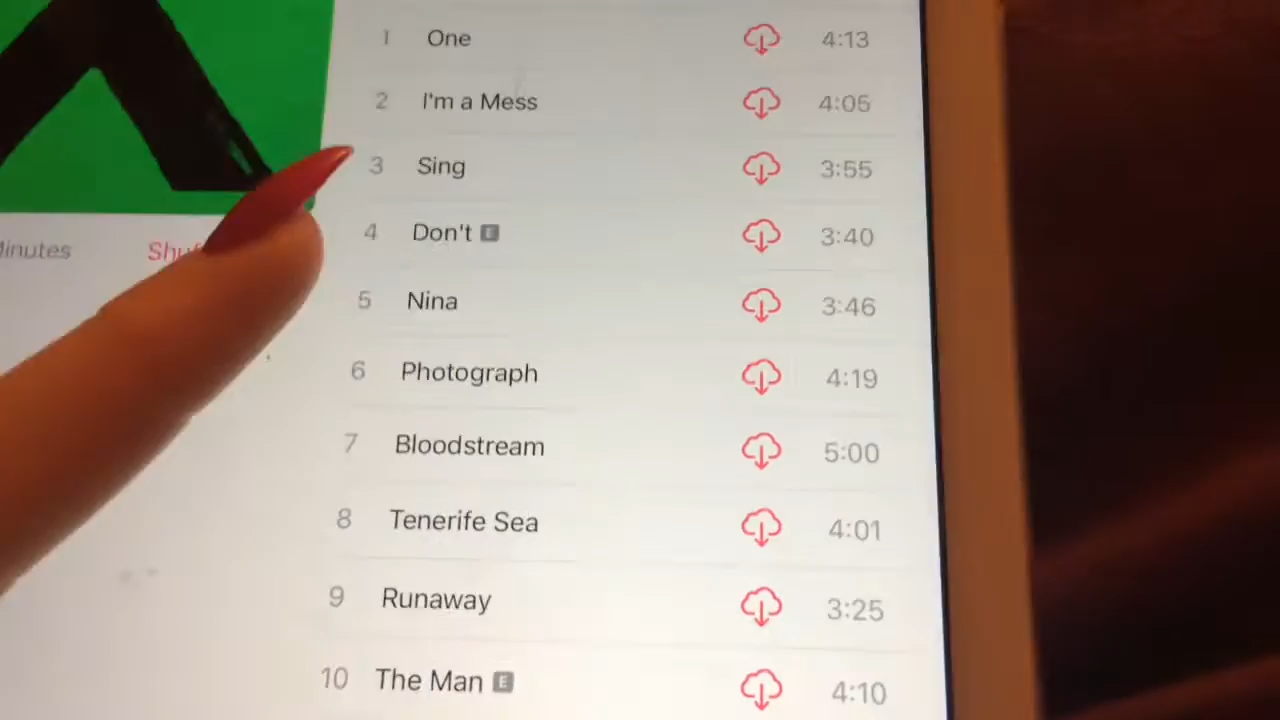 1 One 4:13
2 I'm a Mess 4:05
3 Sing 3:55
4 Don't E 3:40
Minutes Shuf
5 Nina 3:46
6 Photograph 4:19
7 Bloodstream 5:00
8 Tenerife Sea 4:01
9 Runaway 3:25
10 The Man E 4:10